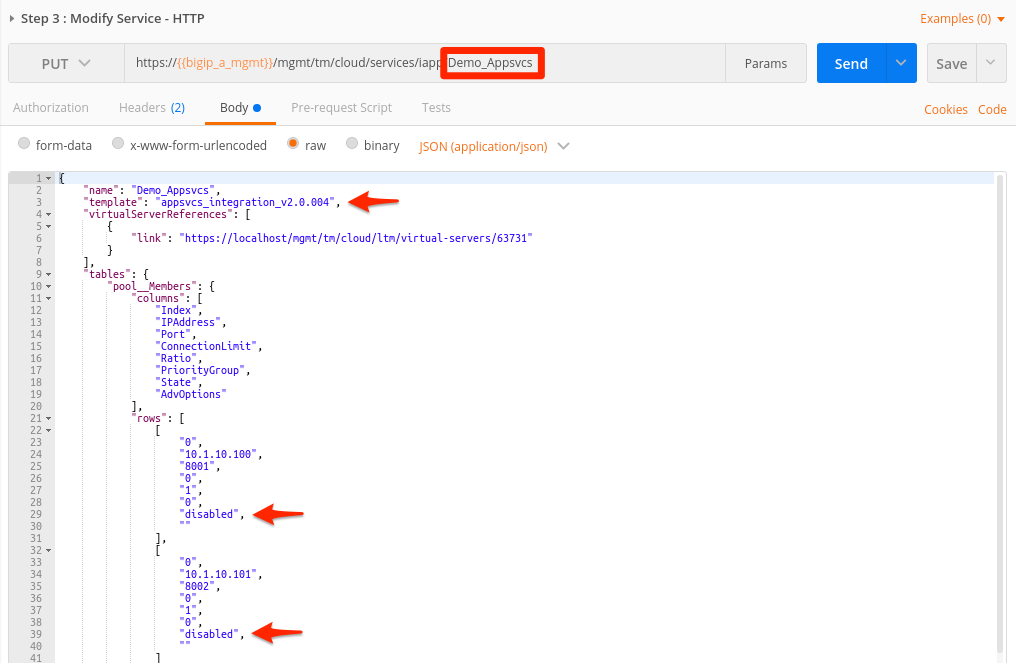 Step 3 : Modify Service - HTTP
Examples (0)
PUT
https://{{bigip_a_mgmt}}/mgmt/tm/cloud/services/iapp/Demo_Appsvcs
Params
Send
Save
Authorization
Headers (2)
Body
Pre-request Script
Tests
Cookies
Code
form-data
x-www-form-urlencoded
raw
binary
JSON (application/json)
1 {
2 "name": "Demo_Appsvcs",
3 "template": "appsvcs_integration_v2.0.004",
4 "virtualServerReferences": [
5 {
6 "link": "https://localhost/mgmt/tm/cloud/ltm/virtual-servers/63731"
7 }
8 ],
9 "tables": {
10 "pool__Members": {
11 "columns": [
12 "Index",
13 "IPAddress",
14 "Port",
15 "ConnectionLimit",
16 "Ratio",
17 "PriorityGroup",
18 "State",
19 "AdvOptions"
20 ],
21 "rows": [
22 [
23 "0",
24 "10.1.10.100",
25 "8001",
26 "0",
27 "1",
28 "0",
29 "disabled",
30 ""
31 ],
32 [
33 "0",
34 "10.1.10.101",
35 "8002",
36 "0",
37 "1",
38 "0",
39 "disabled",
40 ""
41 ]